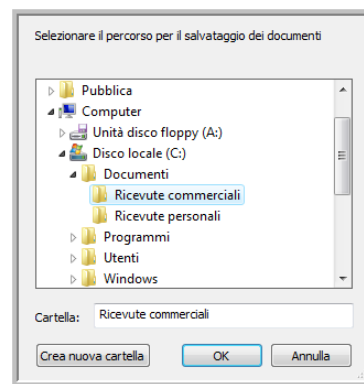 Selezionare il percorso per il salvataggio dei documenti
Pubblica
Computer
Unità disco floppy (A:)
Disco locale (C:)
Documenti
Ricevute commerciali
Ricevute personali
Programmi
Utenti
Windows
Cartella: Ricevute commerciali
Crea nuova cartella OK Annulla